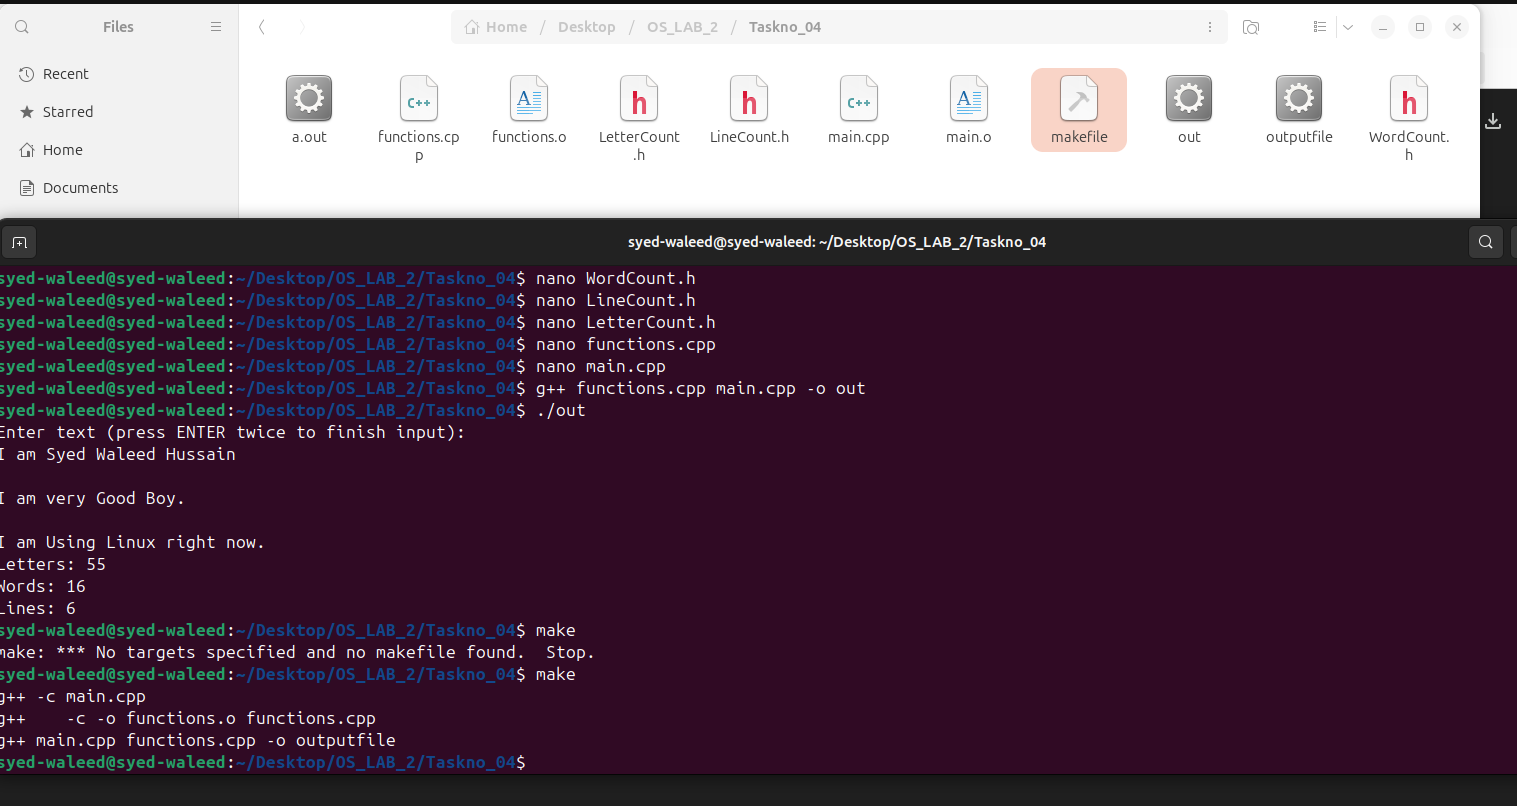 Files
Home / Desktop / OS_LAB_2 / Taskno_04
Recent
Starred
Home
Documents
a.out
functions.cp
p
functions.o
LetterCount
.h
LineCount.h
main.cpp
main.o
makefile
out
outputfile
WordCount.
h
syed-waleed@syed-waleed: ~/Desktop/OS_LAB_2/Taskno_04
syed-waleed@syed-waleed:~/Desktop/OS_LAB_2/Taskno_04$ nano WordCount.h
syed-waleed@syed-waleed:~/Desktop/OS_LAB_2/Taskno_04$ nano LineCount.h
syed-waleed@syed-waleed:~/Desktop/OS_LAB_2/Taskno_04$ nano LetterCount.h
syed-waleed@syed-waleed:~/Desktop/OS_LAB_2/Taskno_04$ nano functions.cpp
syed-waleed@syed-waleed:~/Desktop/OS_LAB_2/Taskno_04$ nano main.cpp
syed-waleed@syed-waleed:~/Desktop/OS_LAB_2/Taskno_04$ g++ functions.cpp main.cpp -o out
syed-waleed@syed-waleed:~/Desktop/OS_LAB_2/Taskno_04$ ./out
Enter text (press ENTER twice to finish input):
I am Syed Waleed Hussain
I am very Good Boy.
I am Using Linux right now.
Letters: 55
Words: 16
Lines: 6
syed-waleed@syed-waleed:~/Desktop/OS_LAB_2/Taskno_04$ make
make: *** No targets specified and no makefile found.  Stop.
syed-waleed@syed-waleed:~/Desktop/OS_LAB_2/Taskno_04$ make
g++ -c main.cpp
g++    -c -o functions.o functions.cpp
g++ main.cpp functions.cpp -o outputfile
syed-waleed@syed-waleed:~/Desktop/OS_LAB_2/Taskno_04$